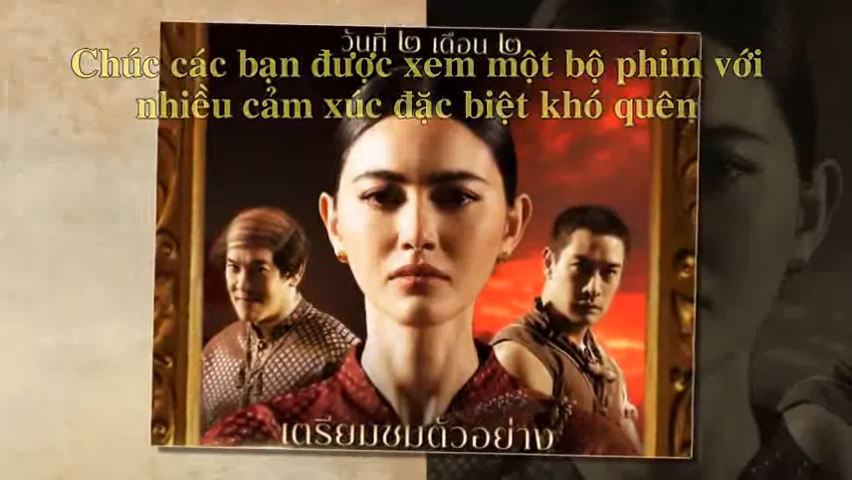 วันที่ ๒ เดือน ๒
Chúc các bạn được xem một bộ phim với
nhiều cảm xúc đặc biệt khó quên
เตรียมชมตัวอย่าง